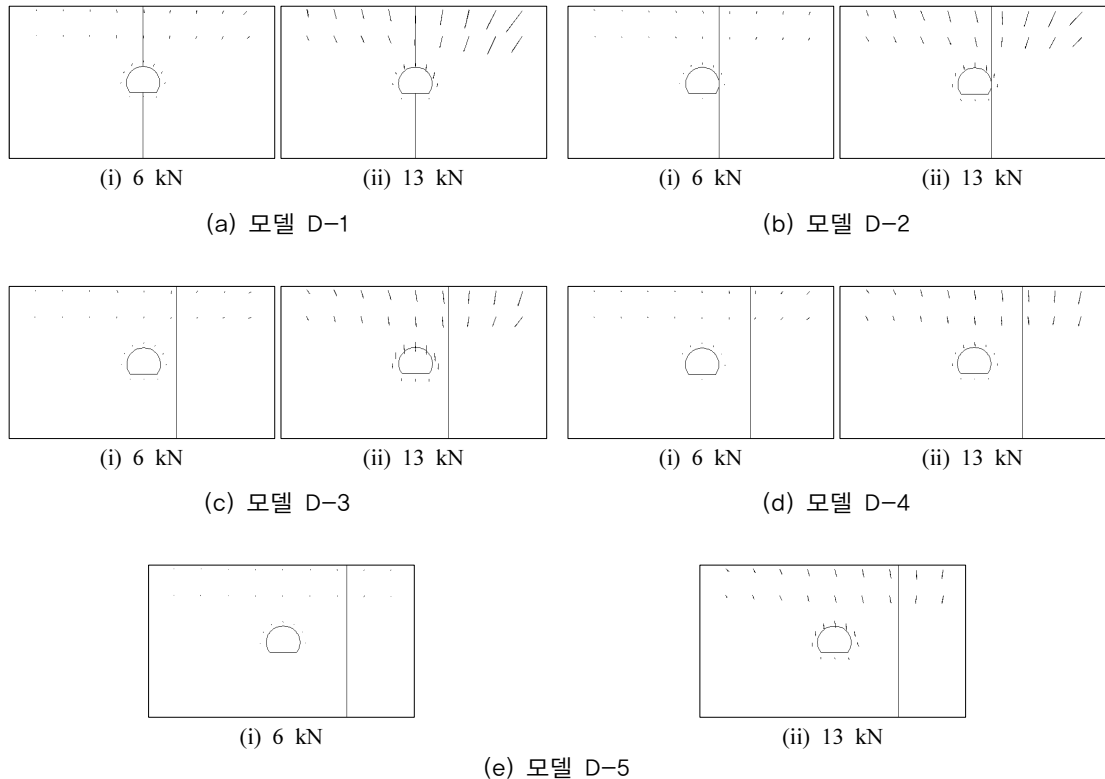 (i) 6 kN (ii) 13 kN (i) 6 kN (ii) 13 kN
(a) 모델 D-1 (b) 모델 D-2
(i) 6 kN (ii) 13 kN (i) 6 kN (ii) 13 kN
(c) 모델 D-3 (d) 모델 D-4
(i) 6 kN (ii) 13 kN
(e) 모델 D-5